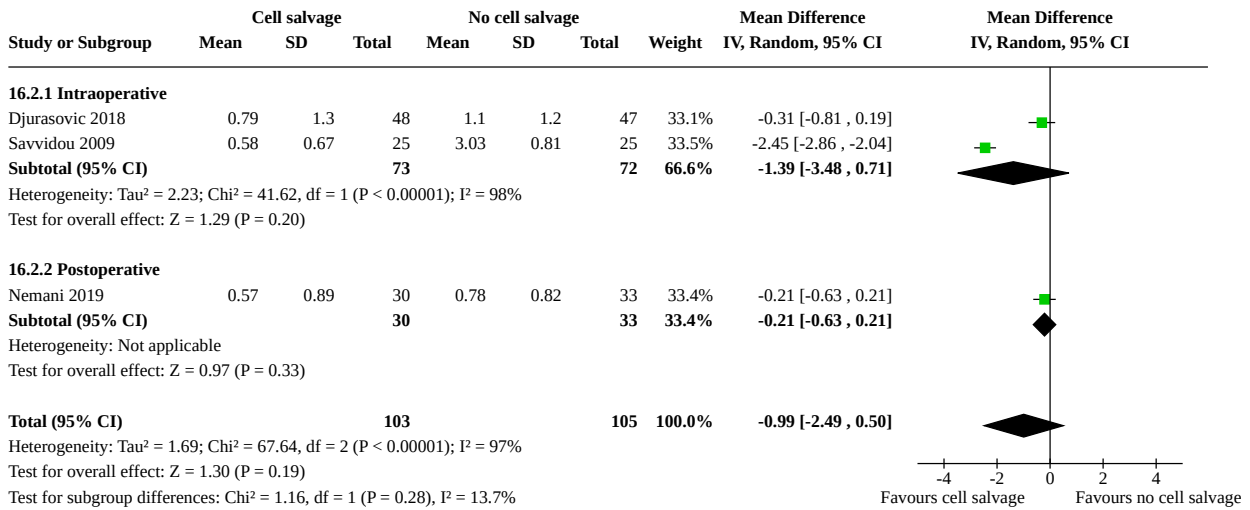 Cell salvage No cell salvage Mean Difference Mean Difference
Study or Subgroup Mean SD Total Mean SD Total Weight IV, Random, 95% CI IV, Random, 95% CI
16.2.1 Intraoperative
Djurasovic 2018 0.79 1.3 48 1.1 1.2 47 33.1% -0.31 [-0.81 , 0.19]
Savvidou 2009 0.58 0.67 25 3.03 0.81 25 33.5% -2.45 [-2.86 , -2.04]
Subtotal (95% CI) 73 72 66.6% -1.39 [-3.48 , 0.71]
Heterogeneity: Tau² = 2.23; Chi² = 41.62, df = 1 (P < 0.00001); I² = 98%
Test for overall effect: Z = 1.29 (P = 0.20)
16.2.2 Postoperative
Nemani 2019 0.57 0.89 30 0.78 0.82 33 33.4% -0.21 [-0.63 , 0.21]
Subtotal (95% CI) 30 33 33.4% -0.21 [-0.63 , 0.21]
Heterogeneity: Not applicable
Test for overall effect: Z = 0.97 (P = 0.33)
Total (95% CI) 103 105 100.0% -0.99 [-2.49 , 0.50]
Heterogeneity: Tau² = 1.69; Chi² = 67.64, df = 2 (P < 0.00001); I² = 97%
Test for overall effect: Z = 1.30 (P = 0.19)
-4 -2 0 2 4
Test for subgroup differences: Chi² = 1.16, df = 1 (P = 0.28), I² = 13.7%
Favours cell salvage Favours no cell salvage